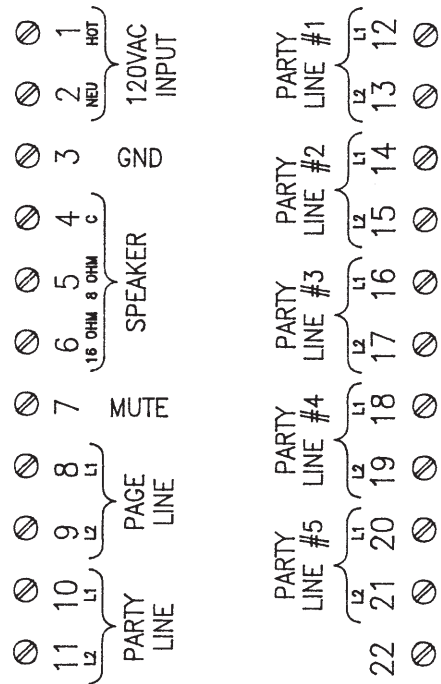 1 HOT
2 NEU
120VAC
INPUT
3 GND
4 C
5 8 OHM
6 16 OHM
SPEAKER
7 MUTE
8 L1
9 L2
PAGE
LINE
10 L1
11 L2
PARTY
LINE
PARTY
LINE #1
L1 12
L2 13
PARTY
LINE #2
L1 14
L2 15
PARTY
LINE #3
L1 16
L2 17
PARTY
LINE #4
L1 18
L2 19
PARTY
LINE #5
L1 20
L2 21
22